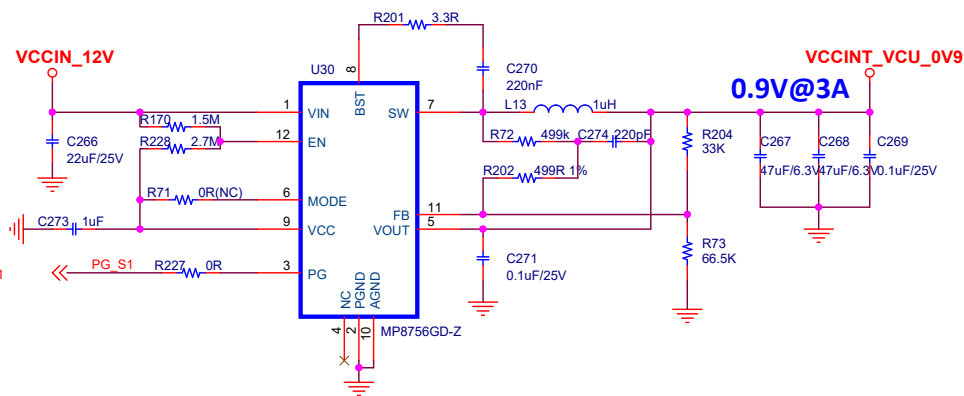 R201 3.3R
VCCIN_12V
VCCINT_VCU_0V9
U30
8
BST
C270
220nF
0.9V@3A
1 VIN SW 7 L13 1uH
R170 1.5M
12 EN
R228 2.7M
C266
22uF/25V
R72 499k C274 220pF
R204
33K
R202 499R 1%
C267
47uF/6.3V
C268
47uF/6.3V
C269
0.1uF/25V
R71 0R(NC) 6 MODE
C273 1uF 9 VCC
FB 11
VOUT 5
R73
66.5K
C271
0.1uF/25V
PG_S1 R227 0R 3 PG
NC PGND AGND
4 2 10
MP8756GD-Z